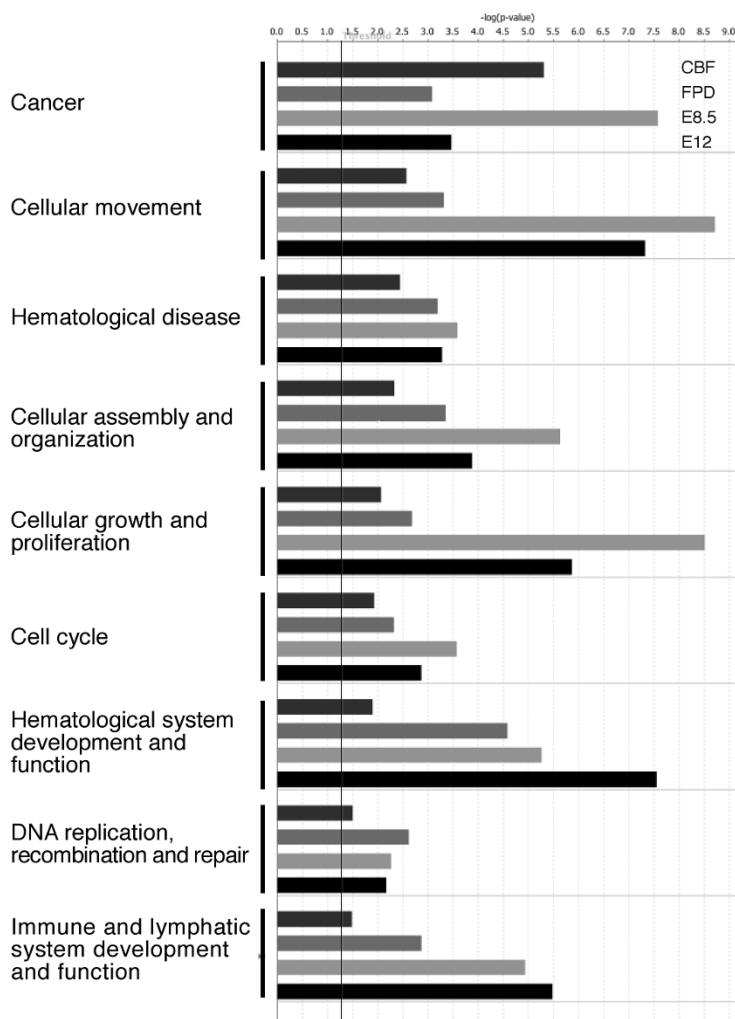 -log(p-value)
0.0 0.5 1.0 1.5 2.0 2.5 3.0 3.5 4.0 4.5 5.0 5.5 6.0 6.5 7.0 7.5 8.0 8.5 9.0
Threshold
CBF
FPD
E8.5
E12
Cancer
Cellular movement
Hematological disease
Cellular assembly and
organization
Cellular growth and
proliferation
Cell cycle
Hematological system
development and
function
DNA replication,
recombination and repair
Immune and lymphatic
system development
and function